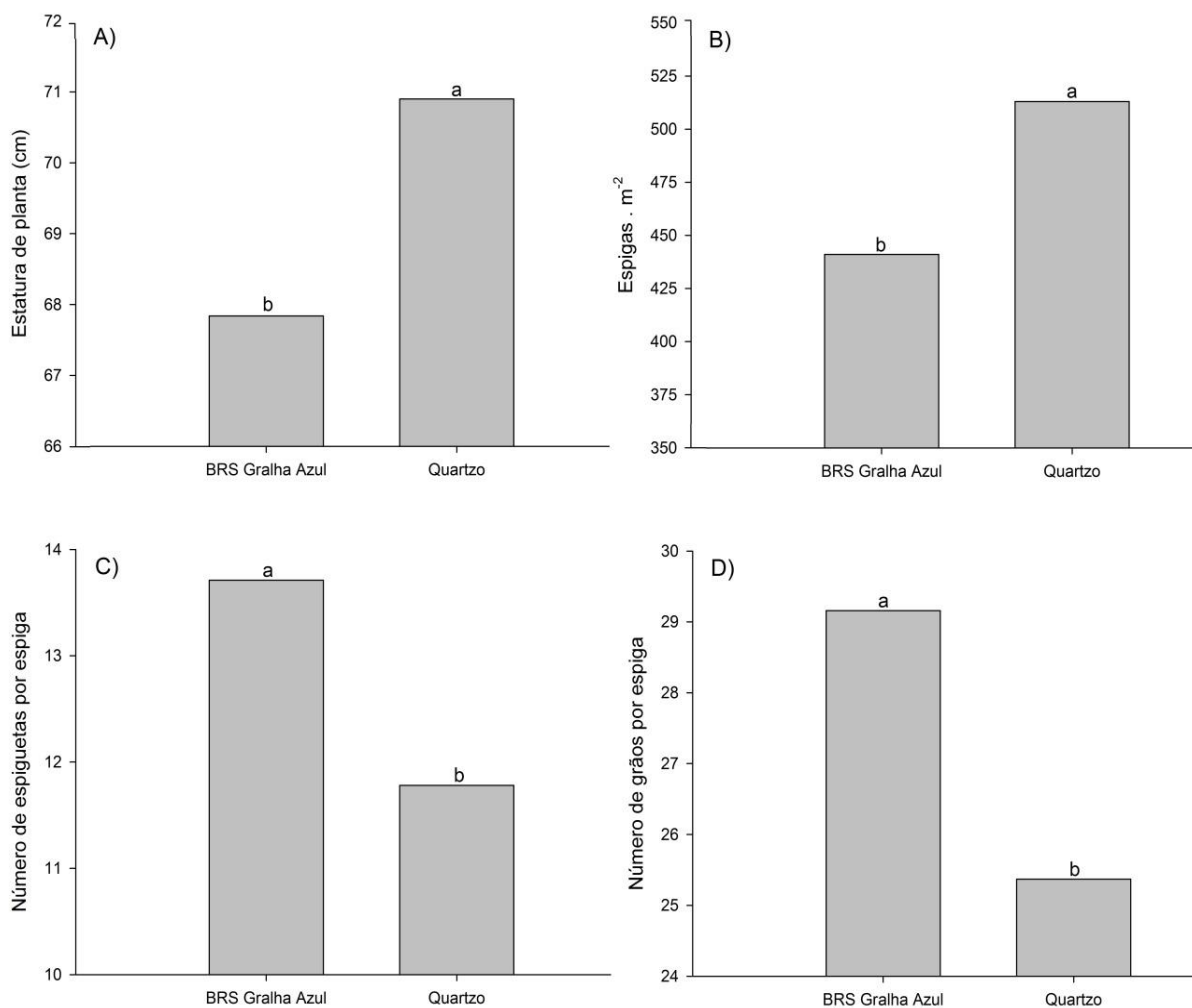 A)
Estatura de planta (cm)
72
71
70
69
68
67
66
b
a
BRS Gralha Azul
Quartzo
B)
Espigas . m-2
550
525
500
475
450
425
400
375
350
b
a
BRS Gralha Azul
Quartzo
C)
Número de espiguetas por espiga
14
13
12
11
10
a
b
BRS Gralha Azul
Quartzo
D)
Número de grãos por espiga
30
29
28
27
26
25
24
a
b
BRS Gralha Azul
Quartzo